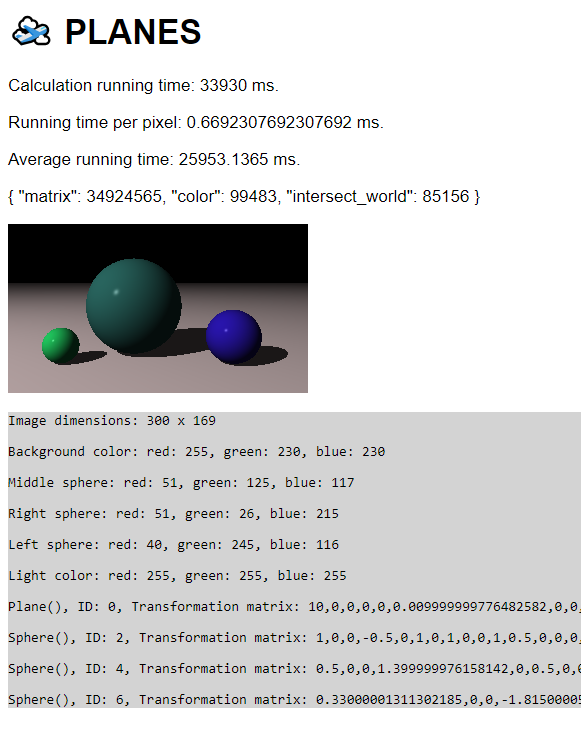 PLANES
Calculation running time: 33930 ms.
Running time per pixel: 0.6692307692307692 ms.
Average running time: 25953.1365 ms.
{ "matrix": 34924565, "color": 99483, "intersect_world": 85156 }
Image dimensions: 300 x 169
Background color: red: 255, green: 230, blue: 230
Middle sphere: red: 51, green: 125, blue: 117
Right sphere: red: 51, green: 26, blue: 215
Left sphere: red: 40, green: 245, blue: 116
Light color: red: 255, green: 255, blue: 255
Plane(), ID: 0, Transformation matrix: 10,0,0,0,0,0.009999999776482582,0,0,
Sphere(), ID: 2, Transformation matrix: 1,0,0,-0.5,0,1,0,1,0,0,1,0.5,0,0,0,
Sphere(), ID: 4, Transformation matrix: 0.5,0,0,1.399999976158142,0,0.5,0,0
Sphere(), ID: 6, Transformation matrix: 0.33000001311302185,0,0,-1.81500005